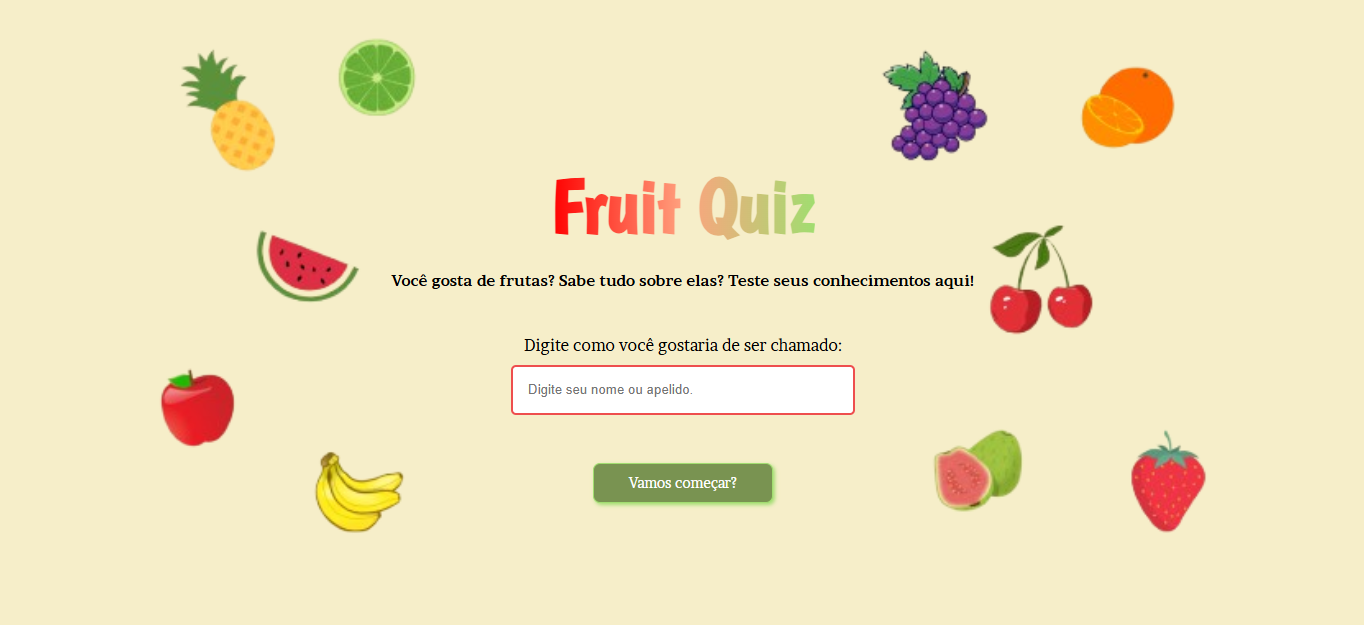 Fruit Quiz
Você gosta de frutas? Sabe tudo sobre elas? Teste seus conhecimentos aqui!
Digite como você gostaria de ser chamado:
Digite seu nome ou apelido.
Vamos começar?